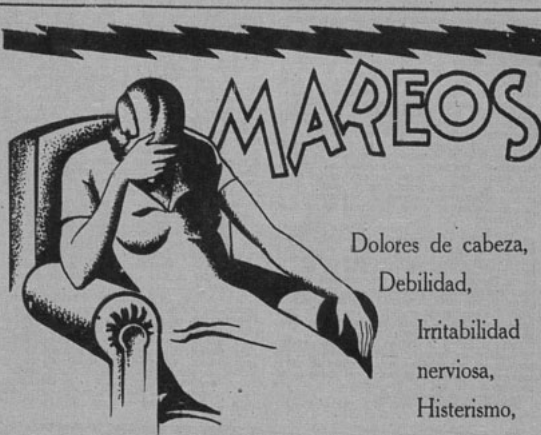 MAREOS
Dolores de cabeza,
Debilidad,
Irritabilidad
nerviosa,
Histerismo,